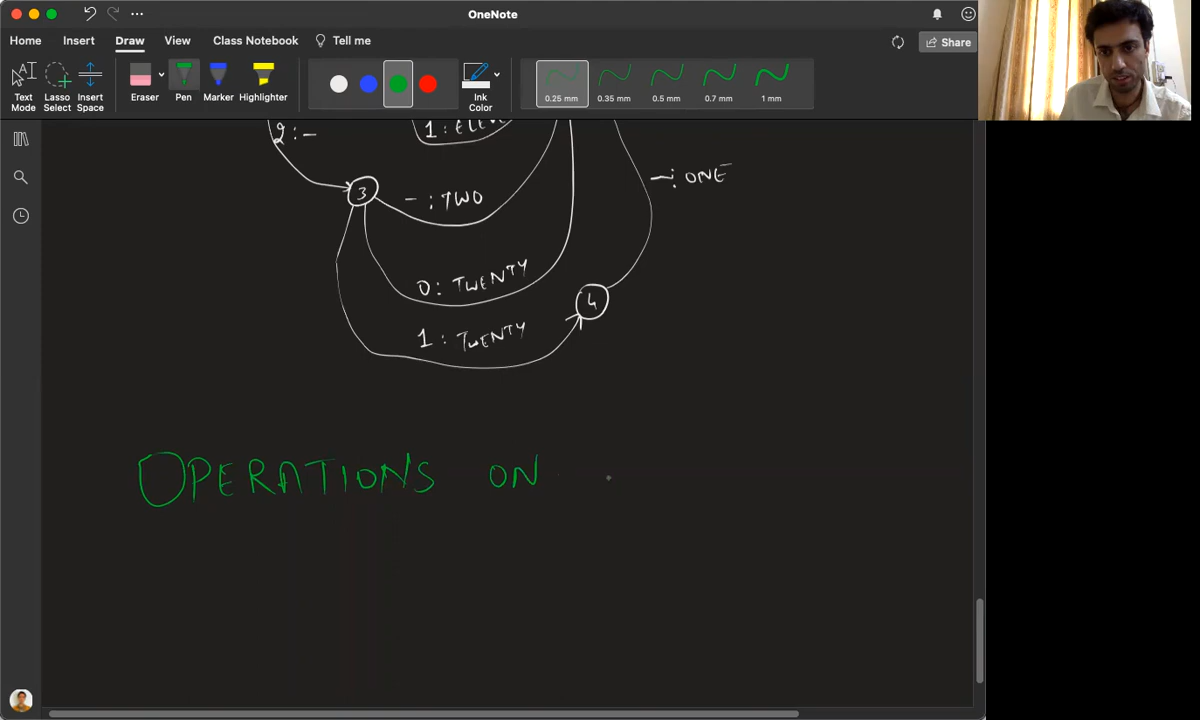 OneNote
Home Insert Draw View Class Notebook Tell me
Share
Text Mode
Lasso Select
Insert Space
Eraser
Pen
Marker
Highlighter
Ink Color
0.25 mm 0.35 mm 0.5 mm 0.7 mm 1 mm
2 : -
1 :
- : ONE
3
- : TWO
0 : TWENTY
4
1 : TWENTY
OPERATIONS ON